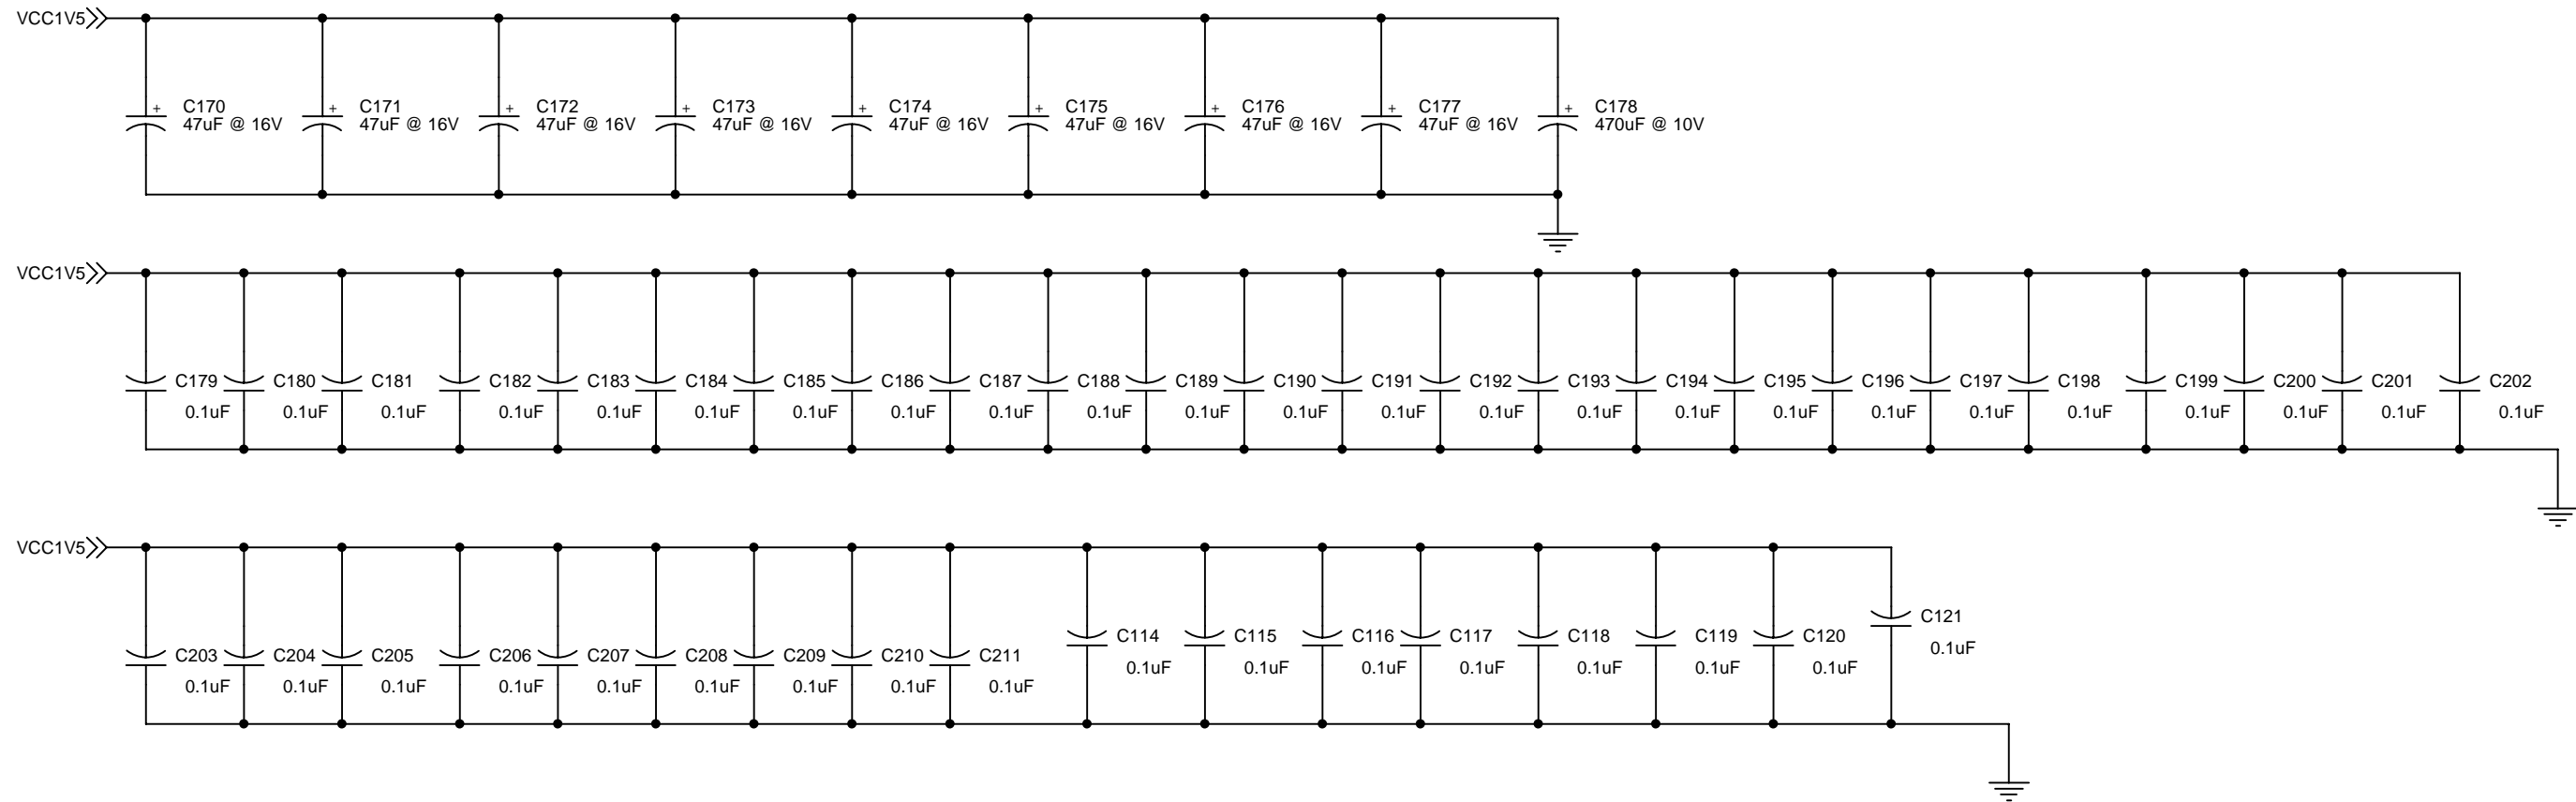 VCC1V5
+ C170 + C171 + C172 + C173 + C174 + C175 + C176 + C177 + C178
47uF @ 16V 47uF @ 16V 47uF @ 16V 47uF @ 16V 47uF @ 16V 47uF @ 16V 47uF @ 16V 47uF @ 16V 470uF @ 10V
VCC1V5
C179 C180 C181 C182 C183 C184 C185 C186 C187 C188 C189 C190 C191 C192 C193 C194 C195 C196 C197 C198 C199 C200 C201 C202
0.1uF 0.1uF 0.1uF 0.1uF 0.1uF 0.1uF 0.1uF 0.1uF 0.1uF 0.1uF 0.1uF 0.1uF 0.1uF 0.1uF 0.1uF 0.1uF 0.1uF 0.1uF 0.1uF 0.1uF 0.1uF 0.1uF 0.1uF 0.1uF
VCC1V5
C121
C114 C115 C116 C117 C118 C119 C120
0.1uF
C203 C204 C205 C206 C207 C208 C209 C210 C211
0.1uF 0.1uF 0.1uF 0.1uF 0.1uF 0.1uF 0.1uF
0.1uF 0.1uF 0.1uF 0.1uF 0.1uF 0.1uF 0.1uF 0.1uF 0.1uF